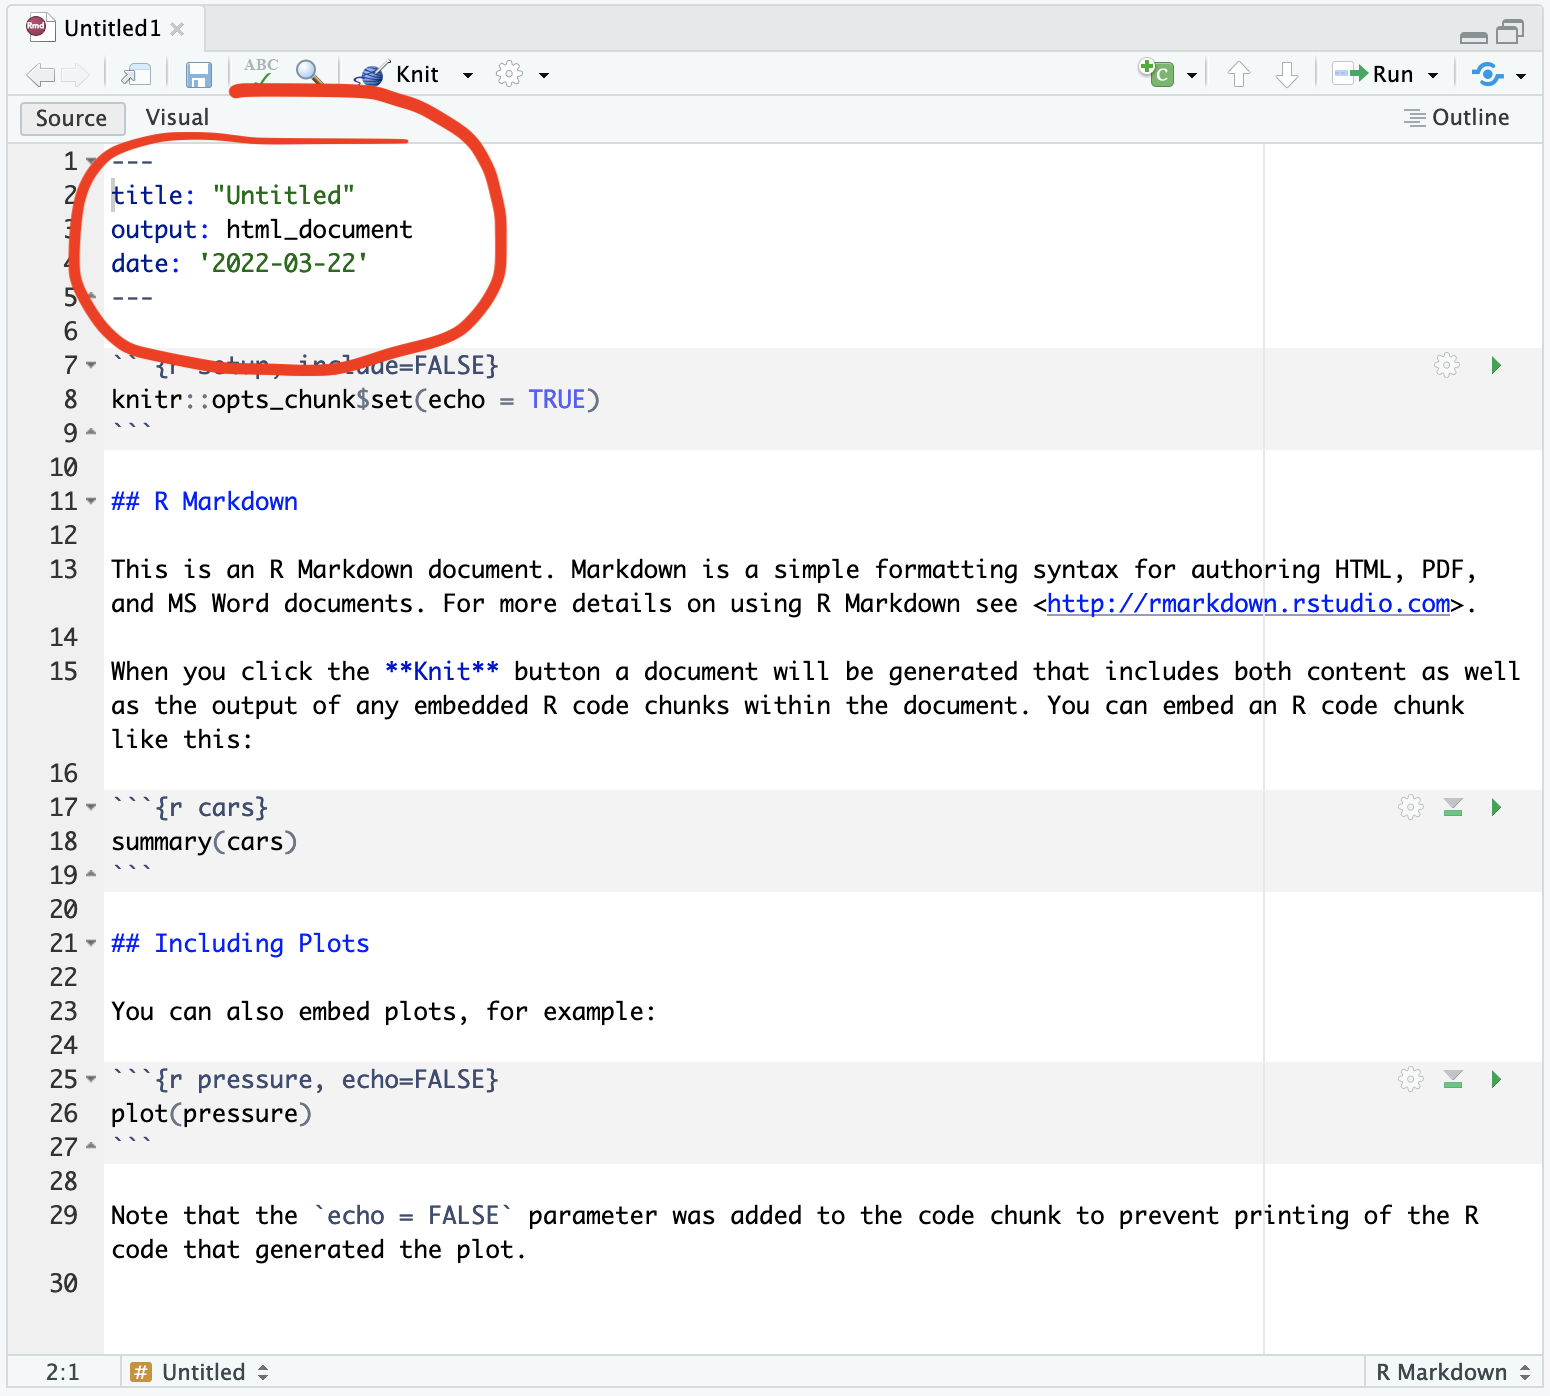 Untitled1
ABC
Knit
C
Run
Source Visual Outline
1 ---
2 title: "Untitled"
3 output: html_document
4 date: '2022-03-22'
5 ---
6
7 ```{r setup, include=FALSE}
8 knitr::opts_chunk$set(echo = TRUE)
9 ```
10
11 ## R Markdown
12
13 This is an R Markdown document. Markdown is a simple formatting syntax for authoring HTML, PDF,
and MS Word documents. For more details on using R Markdown see <http://rmarkdown.rstudio.com>.
14
15 When you click the **Knit** button a document will be generated that includes both content as well
as the output of any embedded R code chunks within the document. You can embed an R code chunk
like this:
16
17 ```{r cars}
18 summary(cars)
19 ```
20
21 ## Including Plots
22
23 You can also embed plots, for example:
24
25 ```{r pressure, echo=FALSE}
26 plot(pressure)
27 ```
28
29 Note that the `echo = FALSE` parameter was added to the code chunk to prevent printing of the R
code that generated the plot.
30
2:1 # Untitled R Markdown